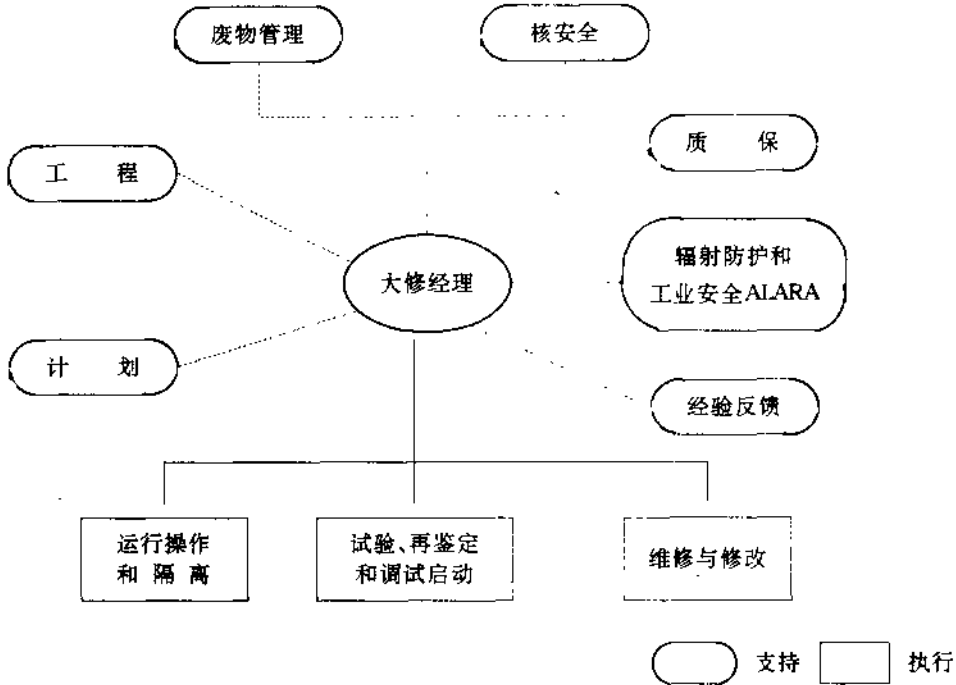 废物管理
核安全
质 保
工 程
辐射防护和
工业安全ALARA
大修经理
计 划
经验反馈
运行操作
和 隔 离
试验、再鉴定
和调试启动
维修与修改
支持
执行